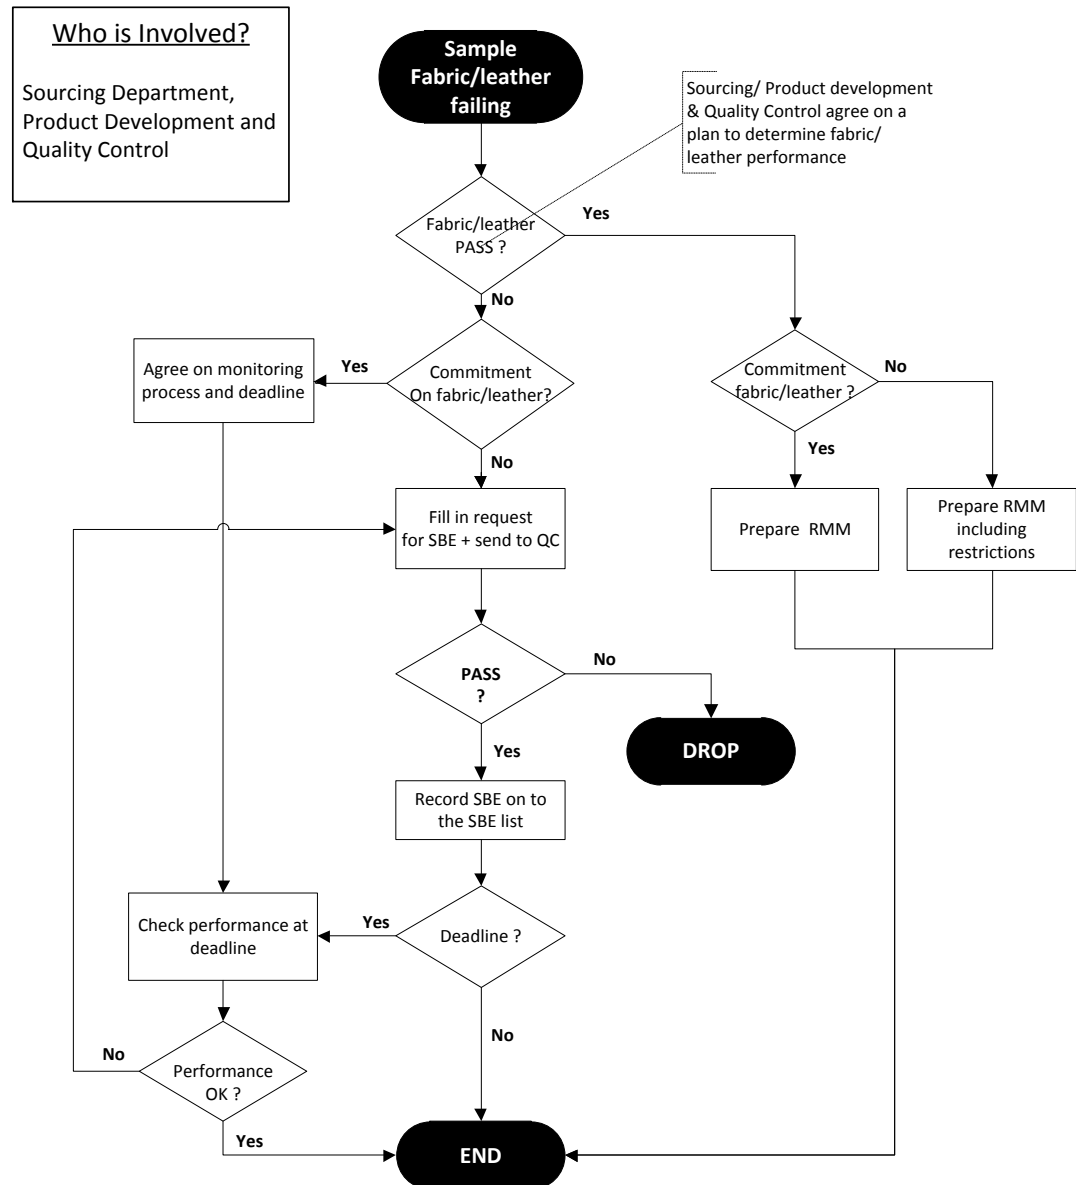 Who is Involved?
Sourcing Department,
Product Development and
Quality Control
Sample
Fabric/leather
failing
Sourcing/ Product development
& Quality Control agree on a
plan to determine fabric/
leather performance
Fabric/leather
PASS ?
Yes
No
Agree on monitoring
process and deadline
Yes
Commitment
On fabric/leather?
Commitment
fabric/leather ?
No
Yes
No
Fill in request
for SBE + send to QC
Prepare  RMM
Prepare RMM
including
restrictions
PASS
?
No
DROP
Yes
Record SBE on to
the SBE list
Check performance at
deadline
Yes
Deadline ?
No
No
Performance
OK ?
Yes
END